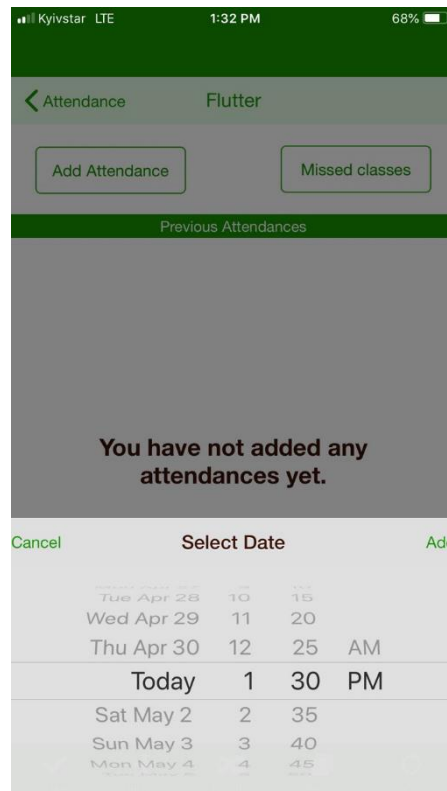 Kyivstar LTE 1:32 PM 68%
Attendance Flutter
Add Attendance Missed classes
Previous Attendances
You have not added any
attendances yet.
Cancel Select Date Ad
Tue Apr 28 10 15
Wed Apr 29 11 20
Thu Apr 30 12 25 AM
Today 1 30 PM
Sat May 2 2 35
Sun May 3 3 40
Mon May 4 4 45